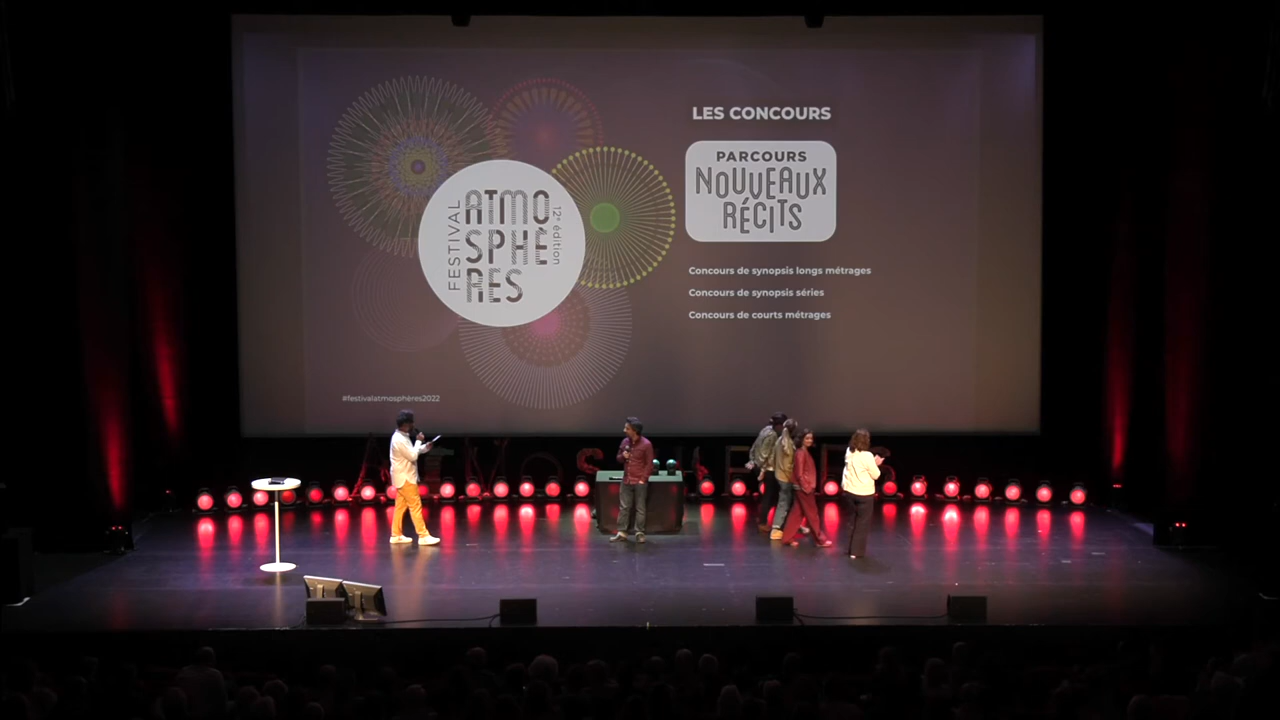 FESTIVAL
ATMO
SPHÈ
RES
12e édition
LES CONCOURS
PARCOURS
NOUVEAUX
RÉCITS
Concours de synopsis longs métrages
Concours de synopsis séries
Concours de courts métrages
#festivalatmosphères2022